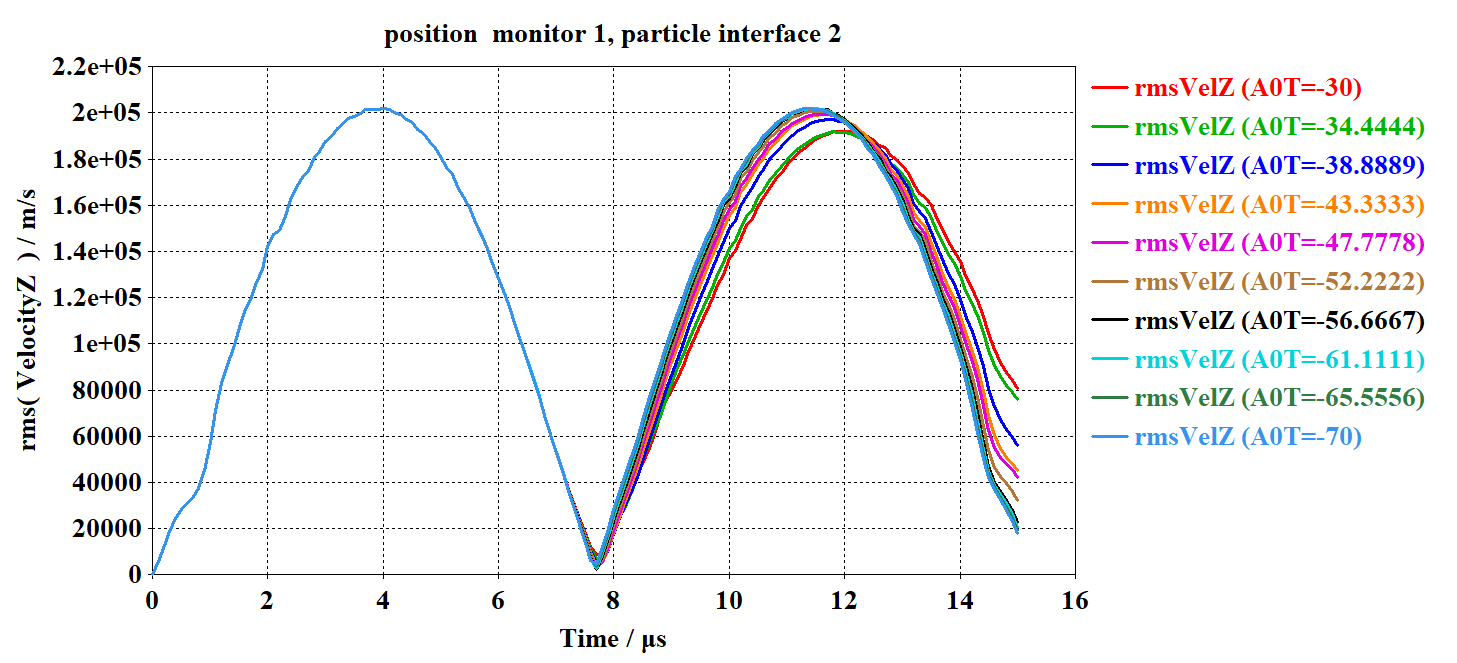 position monitor 1, particle interface 2
rms( VelocityZ ) / m/s
2.2e+05
2e+05
1.8e+05
1.6e+05
1.4e+05
1.2e+05
1e+05
80000
60000
40000
20000
0
0 2 4 6 8 10 12 14 16
Time / µs
rmsVelZ (A0T=-30)
rmsVelZ (A0T=-34.4444)
rmsVelZ (A0T=-38.8889)
rmsVelZ (A0T=-43.3333)
rmsVelZ (A0T=-47.7778)
rmsVelZ (A0T=-52.2222)
rmsVelZ (A0T=-56.6667)
rmsVelZ (A0T=-61.1111)
rmsVelZ (A0T=-65.5556)
rmsVelZ (A0T=-70)